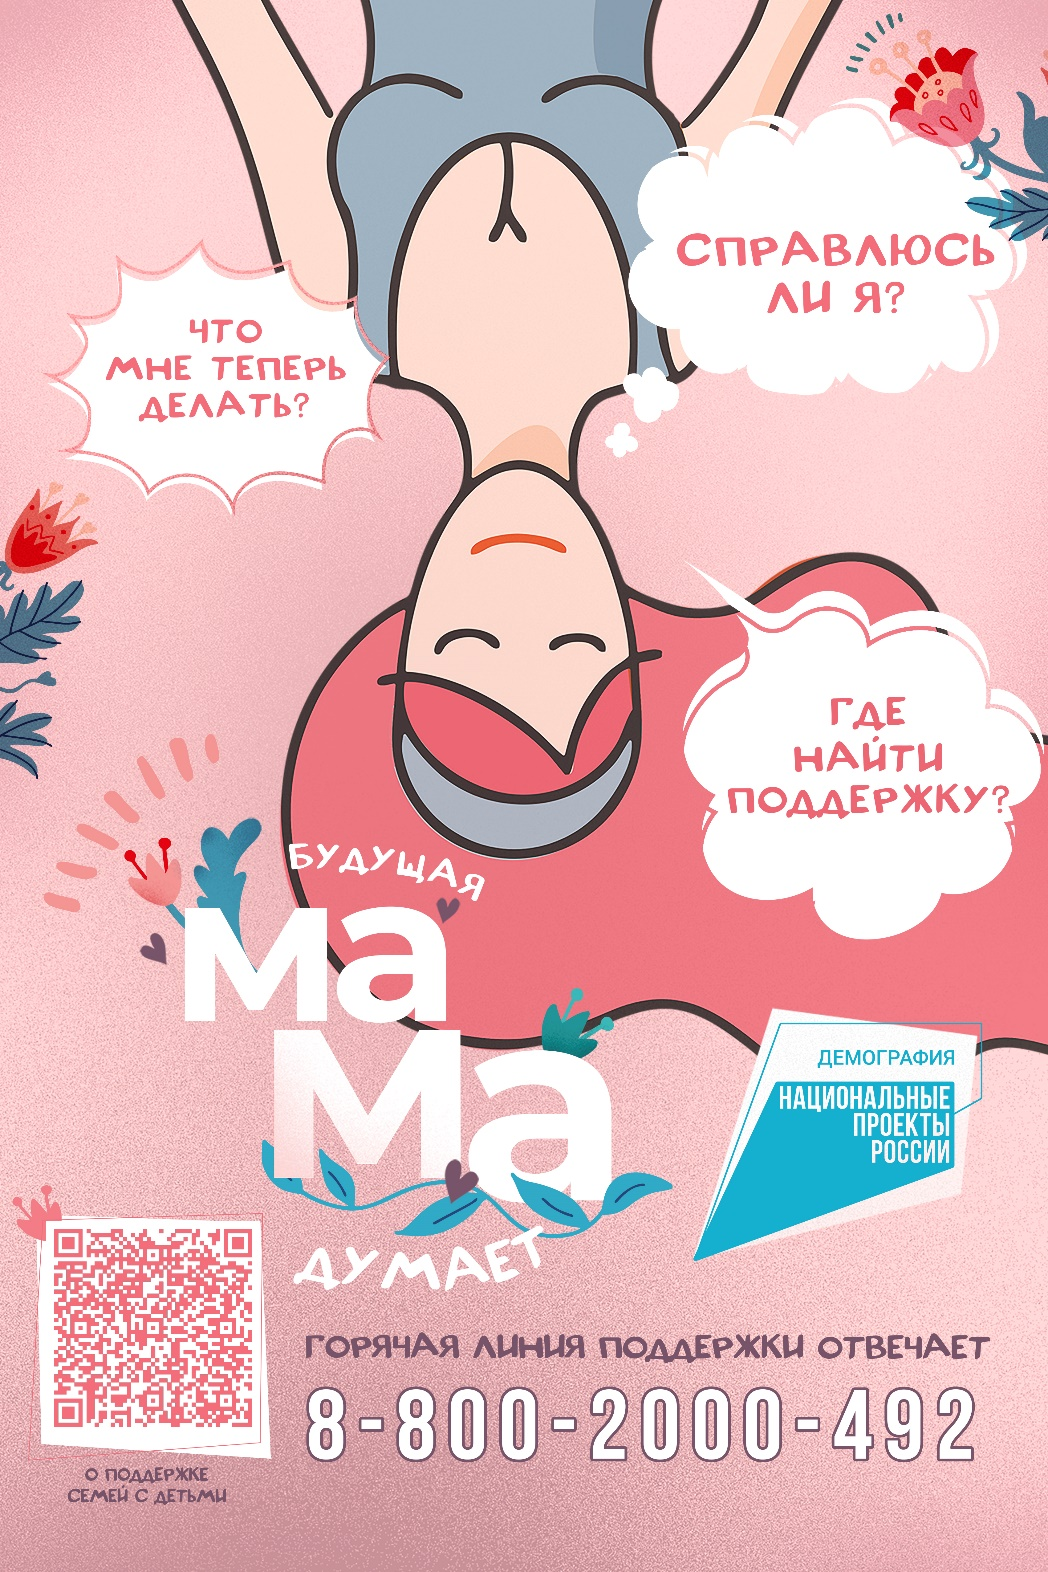 СПРАВЛЮСЬ
ЛИ Я?
ЧТО
МНЕ ТЕПЕРЬ
ДЕЛАТЬ?
ГДЕ
НАЙТИ
ПОДДЕРЖКУ?
БУДУЩАЯ
Ма
Ма
ДУМАЕТ
ДЕМОГРАФИЯ
НАЦИОНАЛЬНЫЕ
ПРОЕКТЫ
РОССИИ
ГОРЯЧАЯ ЛИНИЯ ПОДДЕРЖКИ ОТВЕЧАЕТ
8-800-2000-492
О ПОДДЕРЖКЕ
СЕМЕЙ С ДЕТЬМИ